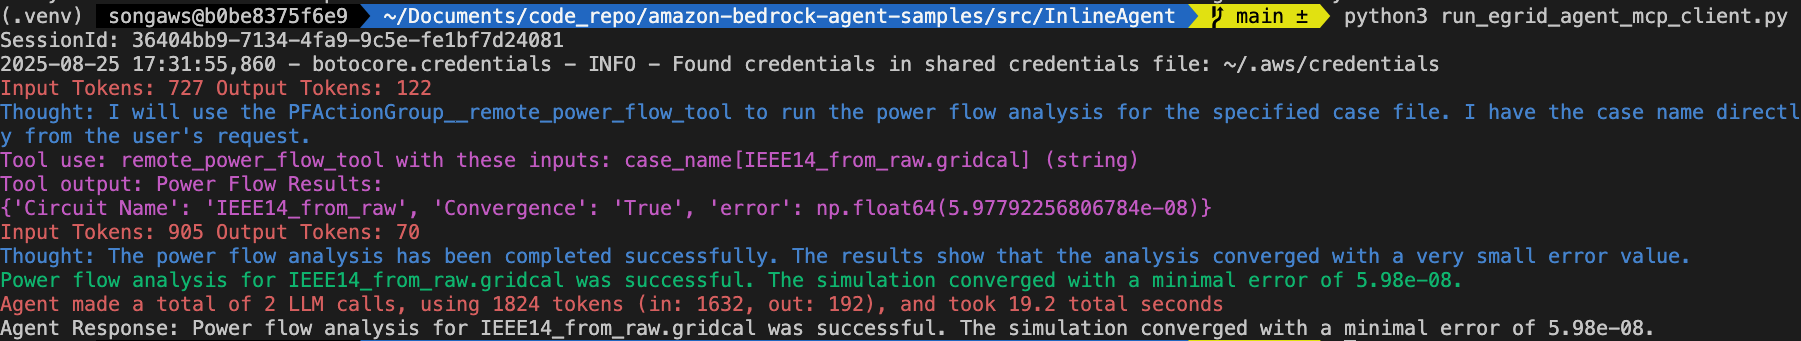 (.venv) songaws@b0be8375f6e9 ~/Documents/code_repo/amazon-bedrock-agent-samples/src/InlineAgent main ± python3 run_egrid_agent_mcp_client.py
SessionId: 36404bb9-7134-4fa9-9c5e-fe1bf7d24081
2025-08-25 17:31:55,860 - botocore.credentials - INFO - Found credentials in shared credentials file: ~/.aws/credentials
Input Tokens: 727 Output Tokens: 122
Thought: I will use the PFActionGroup__remote_power_flow_tool to run the power flow analysis for the specified case file. I have the case name directl
y from the user's request.
Tool use: remote_power_flow_tool with these inputs: case_name[IEEE14_from_raw.gridcal] (string)
Tool output: Power Flow Results:
{'Circuit Name': 'IEEE14_from_raw', 'Convergence': 'True', 'error': np.float64(5.97792256806784e-08)}
Input Tokens: 905 Output Tokens: 70
Thought: The power flow analysis has been completed successfully. The results show that the analysis converged with a very small error value.
Power flow analysis for IEEE14_from_raw.gridcal was successful. The simulation converged with a minimal error of 5.98e-08.
Agent made a total of 2 LLM calls, using 1824 tokens (in: 1632, out: 192), and took 19.2 total seconds
Agent Response: Power flow analysis for IEEE14_from_raw.gridcal was successful. The simulation converged with a minimal error of 5.98e-08.